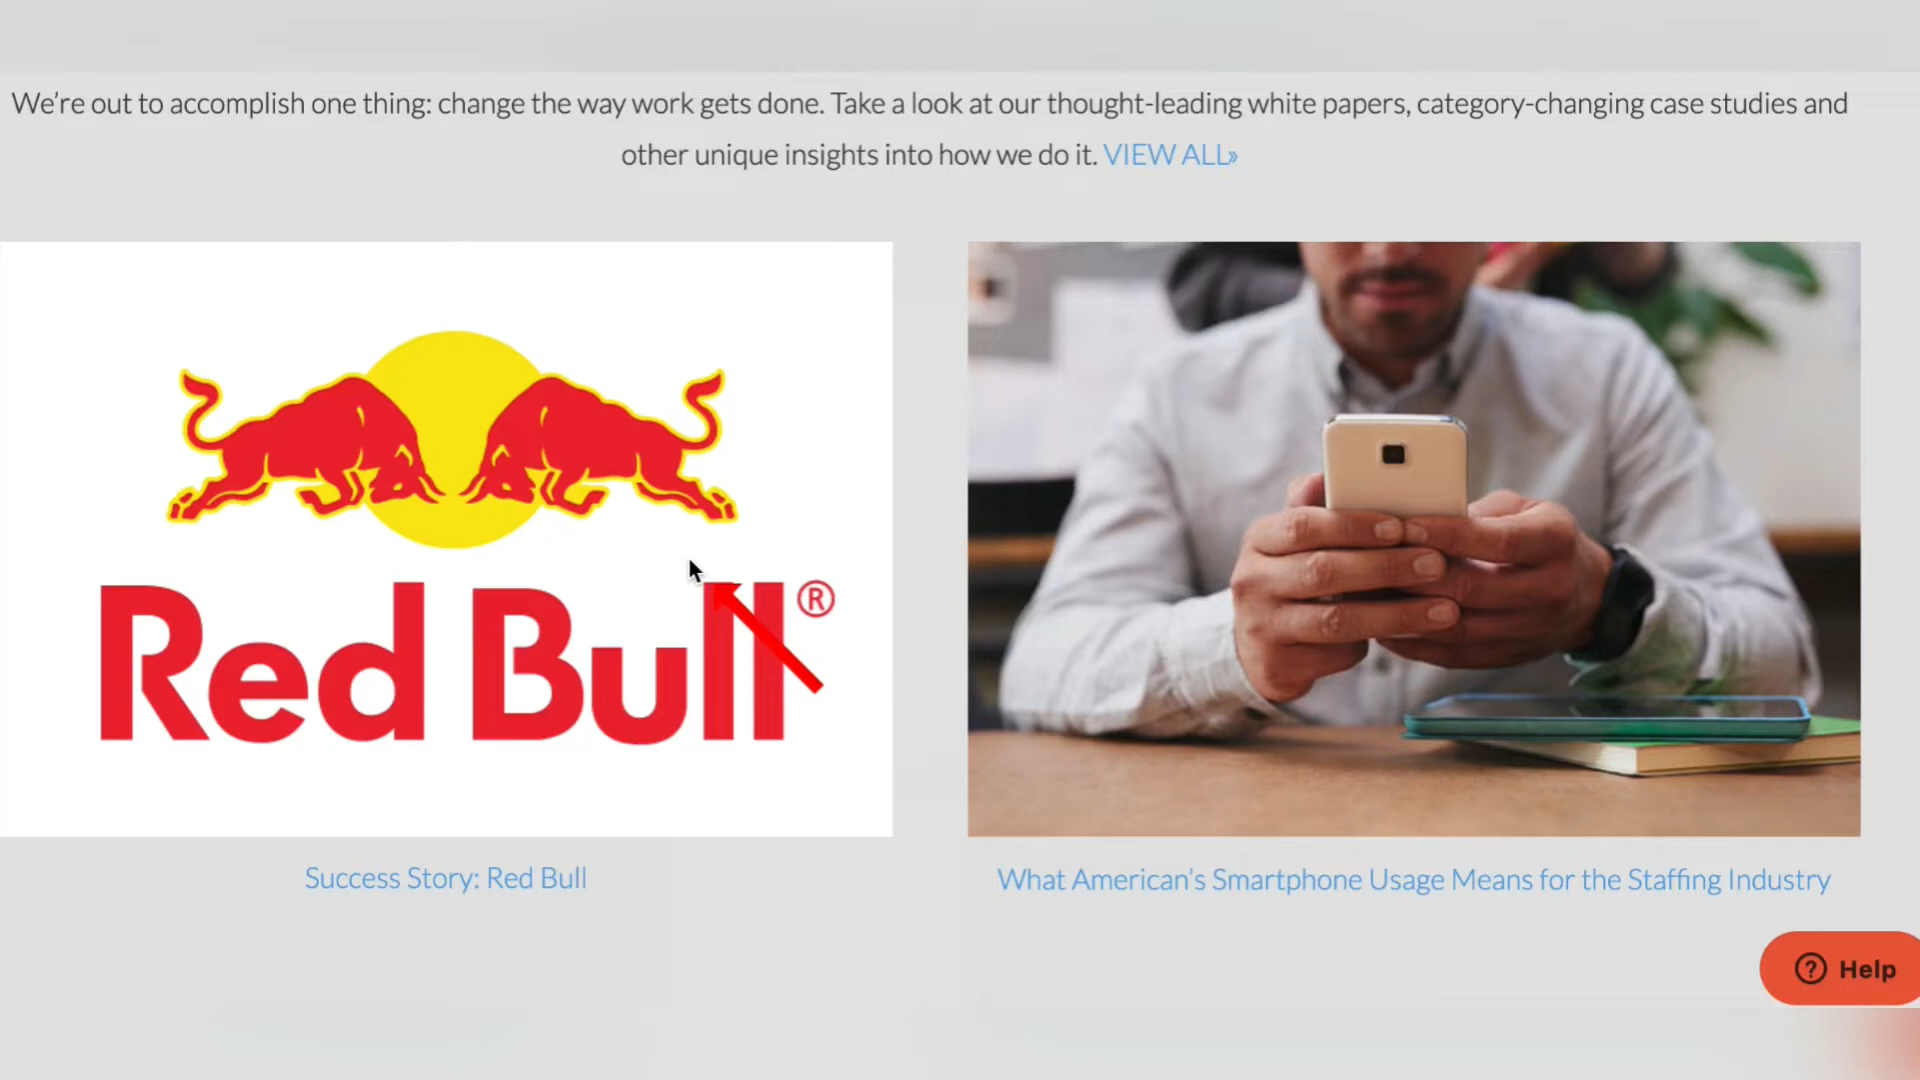 We're out to accomplish one thing: change the way work gets done. Take a look at our thought-leading white papers, category-changing case studies and
other unique insights into how we do it. VIEW ALL»
Red Bull®
Success Story: Red Bull
What American's Smartphone Usage Means for the Staffing Industry
? Help